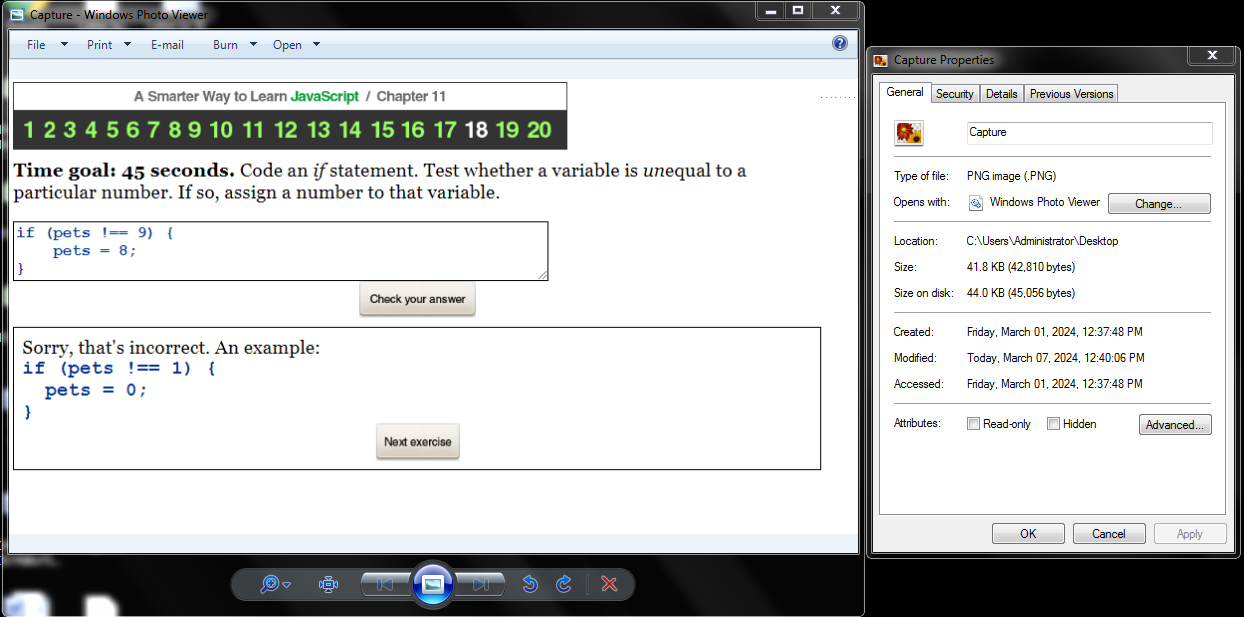 Capture - Windows Photo Viewer
File Print E-mail Burn Open
A Smarter Way to Learn JavaScript / Chapter 11
1 2 3 4 5 6 7 8 9 10 11 12 13 14 15 16 17 18 19 20
Time goal: 45 seconds. Code an if statement. Test whether a variable is unequal to a
particular number. If so, assign a number to that variable.
if (pets !== 9) {
    pets = 8;
}
Check your answer
Sorry, that's incorrect. An example:
if (pets !== 1) {
  pets = 0;
}
Next exercise
Capture Properties
General Security Details Previous Versions
Capture
Type of file: PNG image (.PNG)
Opens with: Windows Photo Viewer Change...
Location: C:\Users\Administrator\Desktop
Size: 41.8 KB (42,810 bytes)
Size on disk: 44.0 KB (45,056 bytes)
Created: Friday, March 01, 2024, 12:37:48 PM
Modified: Today, March 07, 2024, 12:40:06 PM
Accessed: Friday, March 01, 2024, 12:37:48 PM
Attributes: Read-only Hidden Advanced...
OK Cancel Apply